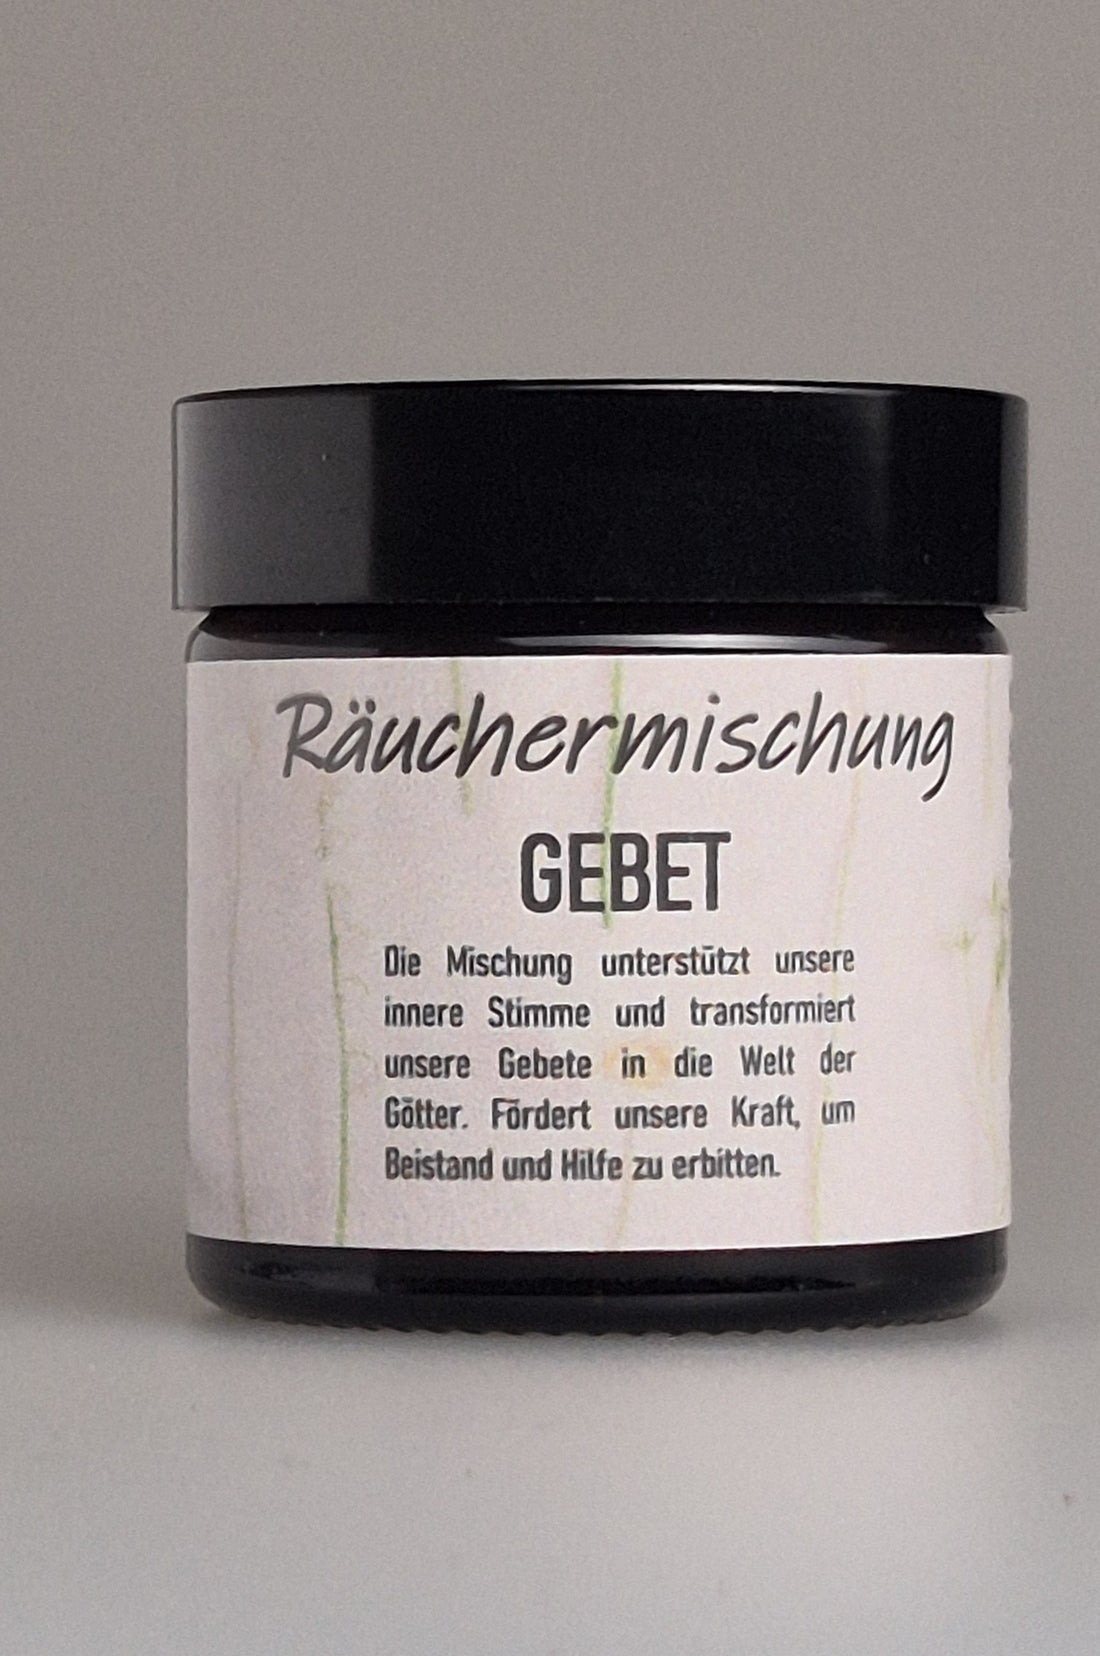 Räuchermischung
GEBET
Die Mischung unterstützt unsere
innere Stimme und transformiert
unsere Gebete in die Welt der
Götter. Fördert unsere Kraft, um
Beistand und Hilfe zu erbitten.